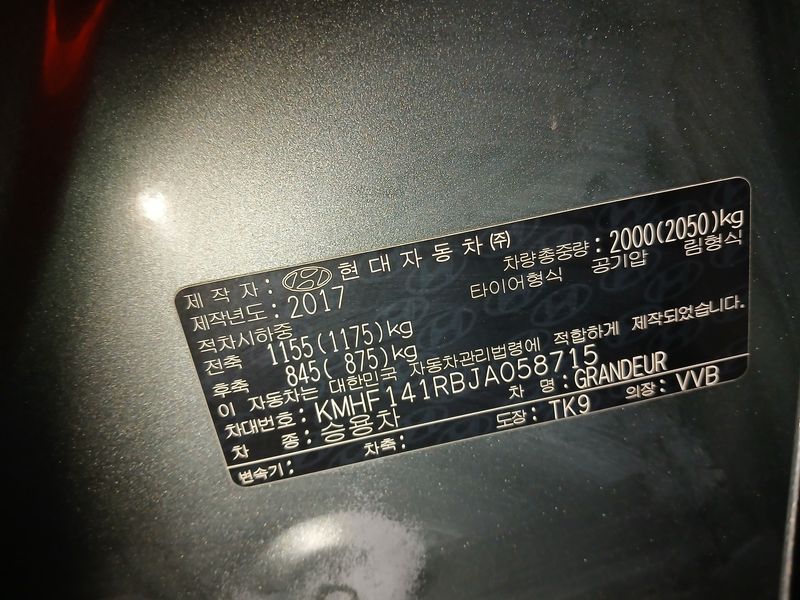 제 작 자 : 현 대 자 동 차 ㈜
제작년도 : 2017 차량총중량 : 2000(2050)kg
적차시하중 타이어형식 공기압 림형식
전축 1155(1175)kg
후축 845( 875)kg
이 자동차는 대한민국 자동차관리법령에 적합하게 제작되었습니다.
차대번호 : KMHF141RBJA058715
차 종 : 승용차 차 명 : GRANDEUR
변속기 : 차축 : 도장 : TK9 의장 : VVB